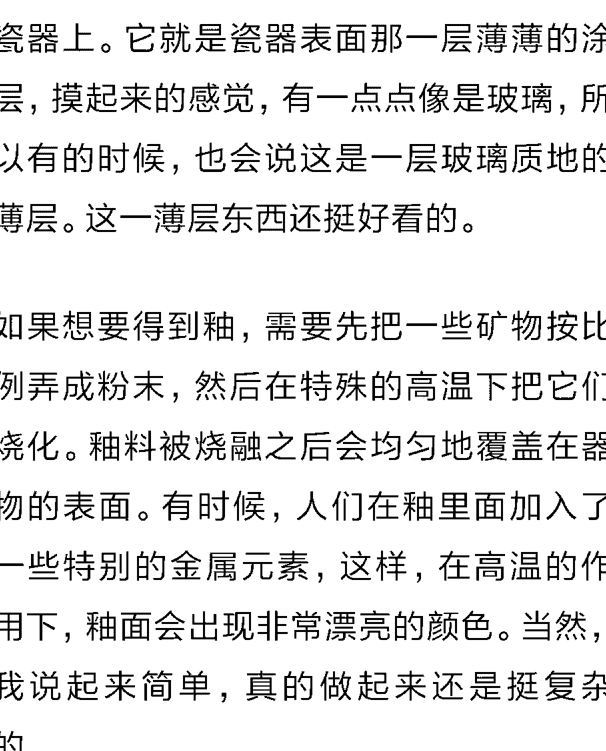 瓷器上。它就是瓷器表面那一层薄薄的涂
层，摸起来的感觉，有一点点像是玻璃，所
以有的时候，也会说这是一层玻璃质地的
薄层。这一薄层东西还挺好看的。
如果想要得到釉，需要先把一些矿物按比
例弄成粉末，然后在特殊的高温下把它们
烧化。釉料被烧融之后会均匀地覆盖在器
物的表面。有时候，人们在釉里面加入了
一些特别的金属元素，这样，在高温的作
用下，釉面会出现非常漂亮的颜色。当然，
我说起来简单，真的做起来还是挺复杂
的